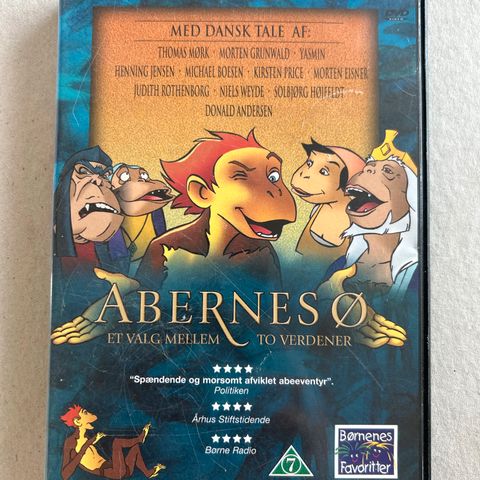 DVD
VIDEO
MED DANSK TALE AF:
THOMAS MØRK · MORTEN GRUNWALD · YASMIN
HENNING JENSEN · MICHAEL BOESEN · KIRSTEN PRICE · MORTEN EISNER
JUDITH ROTHENBORG · NIELS WEYDE · SOLBJØRG HØJFELDT
DONALD ANDERSEN
ABERNES Ø
ET VALG MELLEM TO VERDENER
★★★★
"Spændende og morsomt afviklet abeeventyr".
Politiken
★★★★
Århus Stiftstidende
★★★★
Børne Radio
7
Børnenes
Favoritter